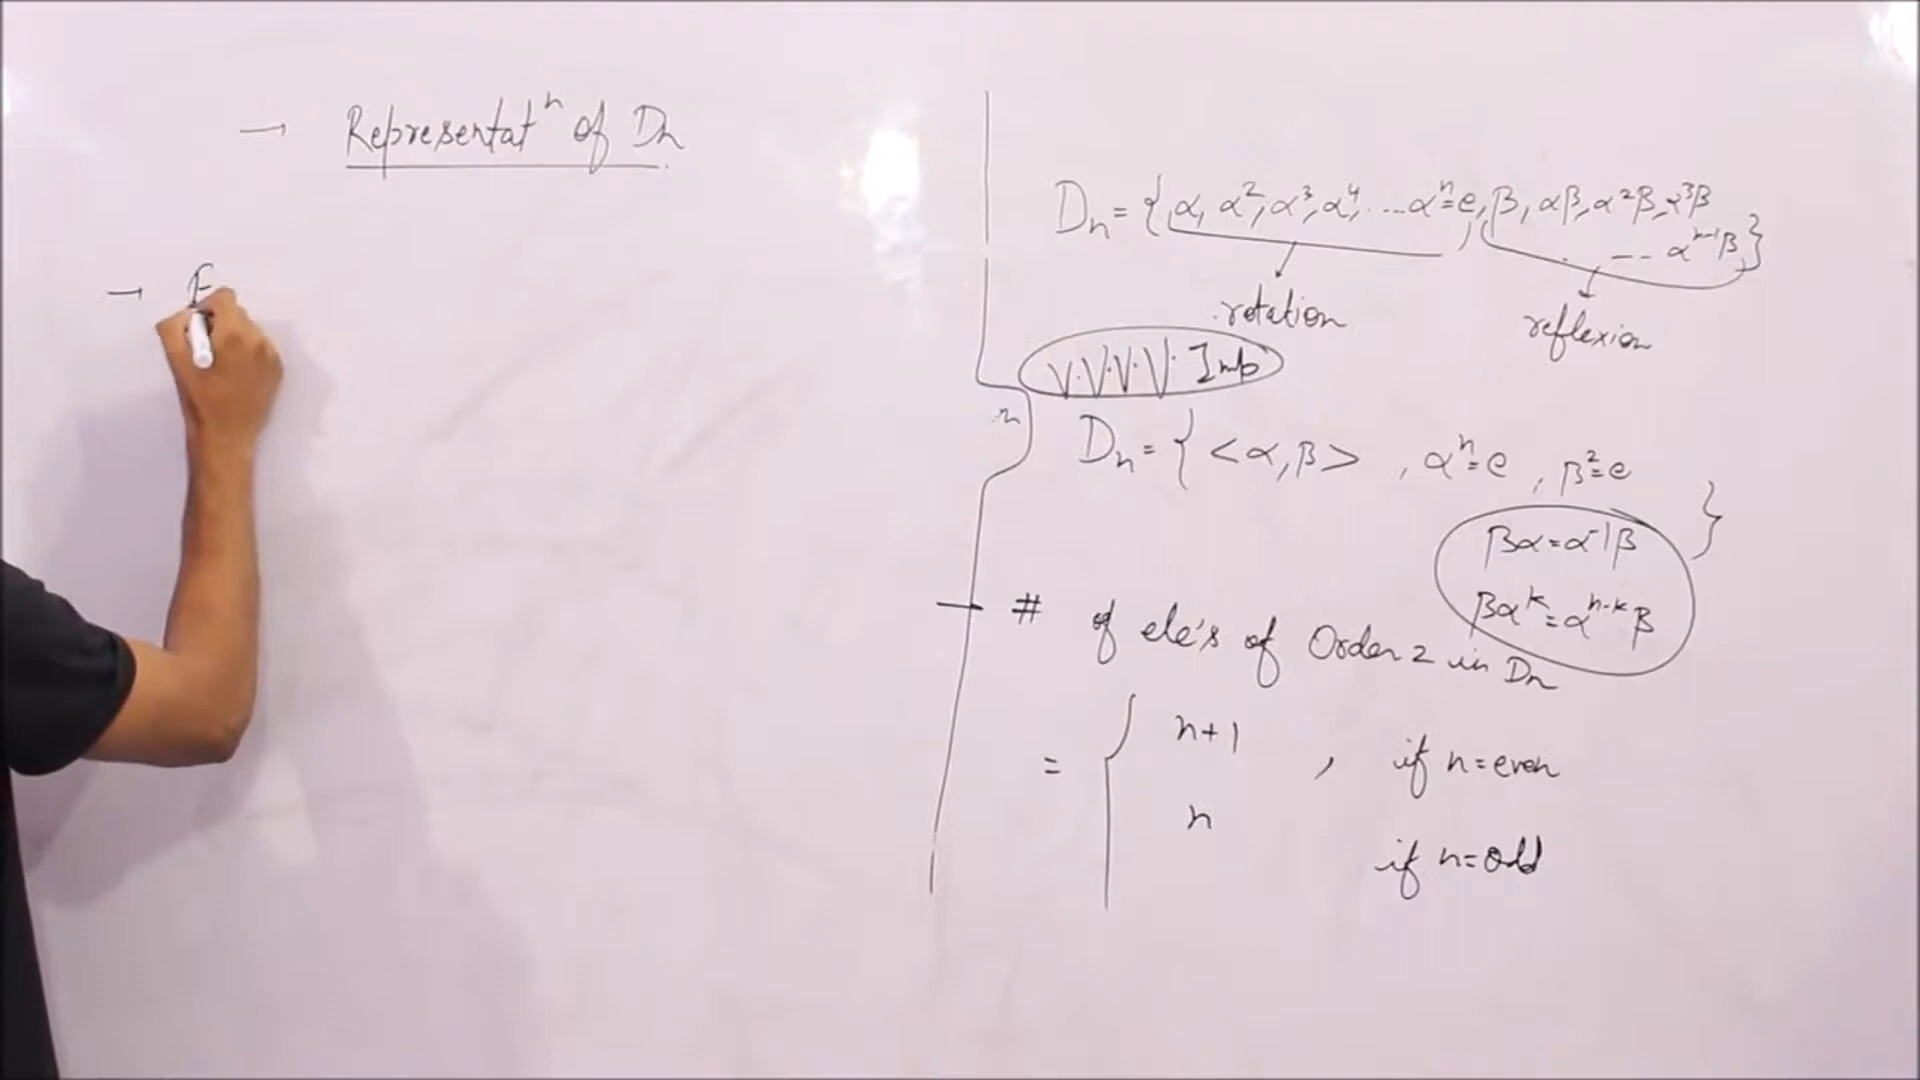 → Representatⁿ of Dn
→ F
Dn = { α, α², α³, α⁴, ... αⁿ=e, β, αβ, α²β, α³β
-- αⁿ⁻¹β }
rotation
reflexion
V.V.V.V. Imp
Dn = { <α, β> , αⁿ=e , β²=e
βα=α⁻¹β }
βαᵏ=αⁿ⁻ᵏβ
→ # of ele's of Order 2 in Dn
= { n+1 , if n=even
n if n=odd